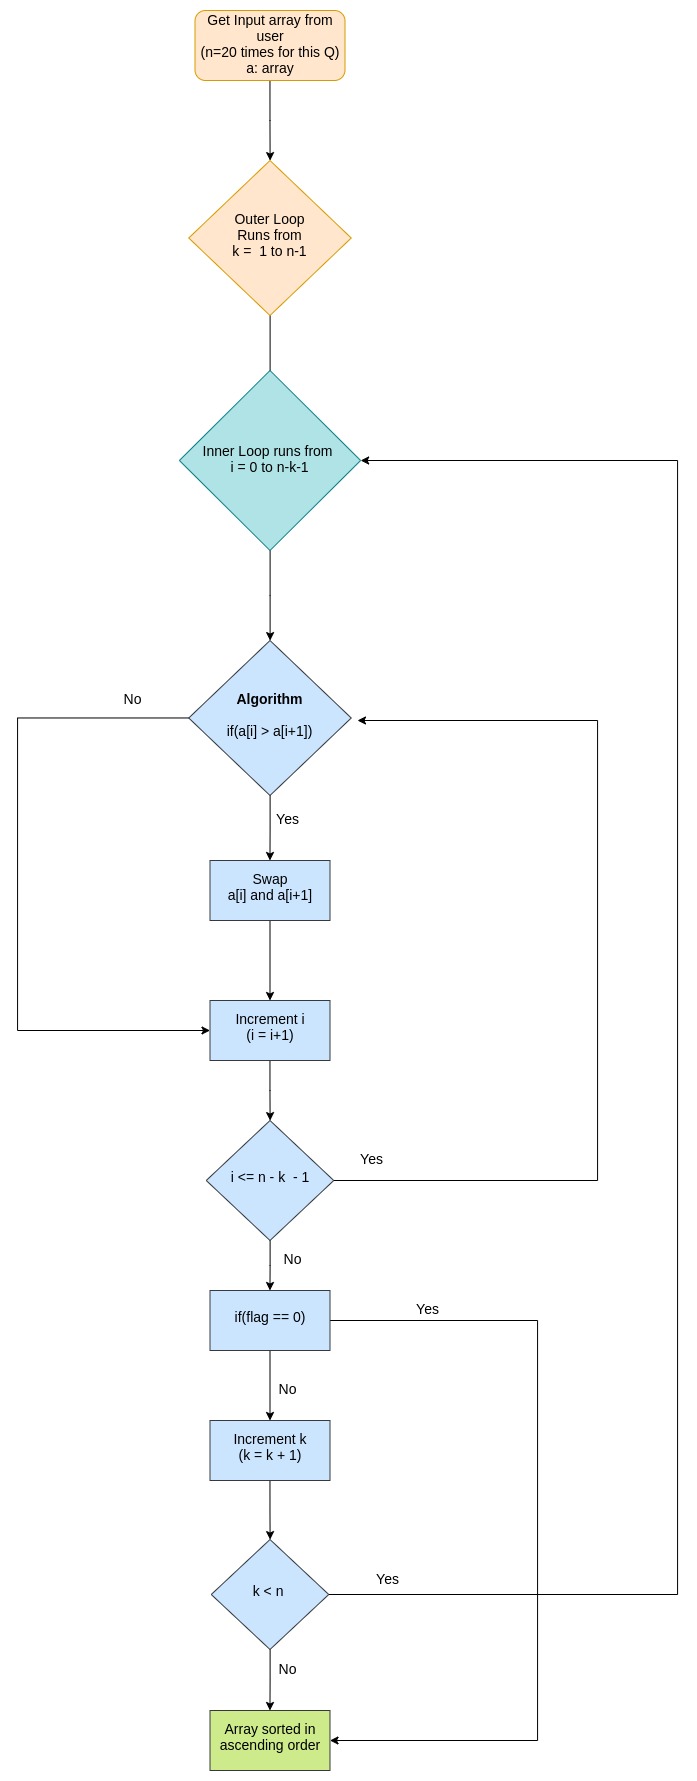 Get Input array from
user
(n=20 times for this Q)
a: array
Outer Loop
Runs from
k =  1 to n-1
Inner Loop runs from
i = 0 to n-k-1
No
Algorithm
if(a[i] > a[i+1])
Yes
Swap
a[i] and a[i+1]
Increment i
(i = i+1)
Yes
i <= n - k  - 1
No
Yes
if(flag == 0)
No
Increment k
(k = k + 1)
Yes
k < n
No
Array sorted in
ascending order